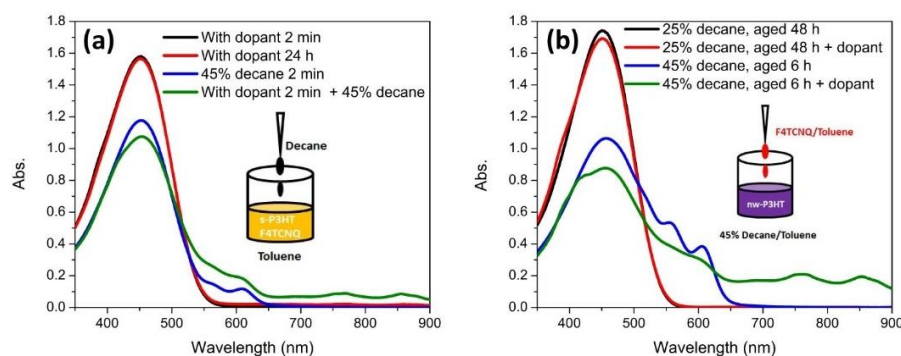 (a)
With dopant 2 min
With dopant 24 h
45% decane 2 min
With dopant 2 min + 45% decane
Decane
s-P3HT
F4TCNQ
Toluene
Abs.
1.8
1.6
1.4
1.2
1.0
0.8
0.6
0.4
0.2
0.0
400 500 600 700 800 900
Wavelength (nm)
(b)
25% decane, aged 48 h
25% decane, aged 48 h + dopant
45% decane, aged 6 h
45% decane, aged 6 h + dopant
F4TCNQ/Toluene
nw-P3HT
45% Decane/Toluene
Abs.
1.8
1.6
1.4
1.2
1.0
0.8
0.6
0.4
0.2
0.0
400 500 600 700 800 900
Wavelength (nm)